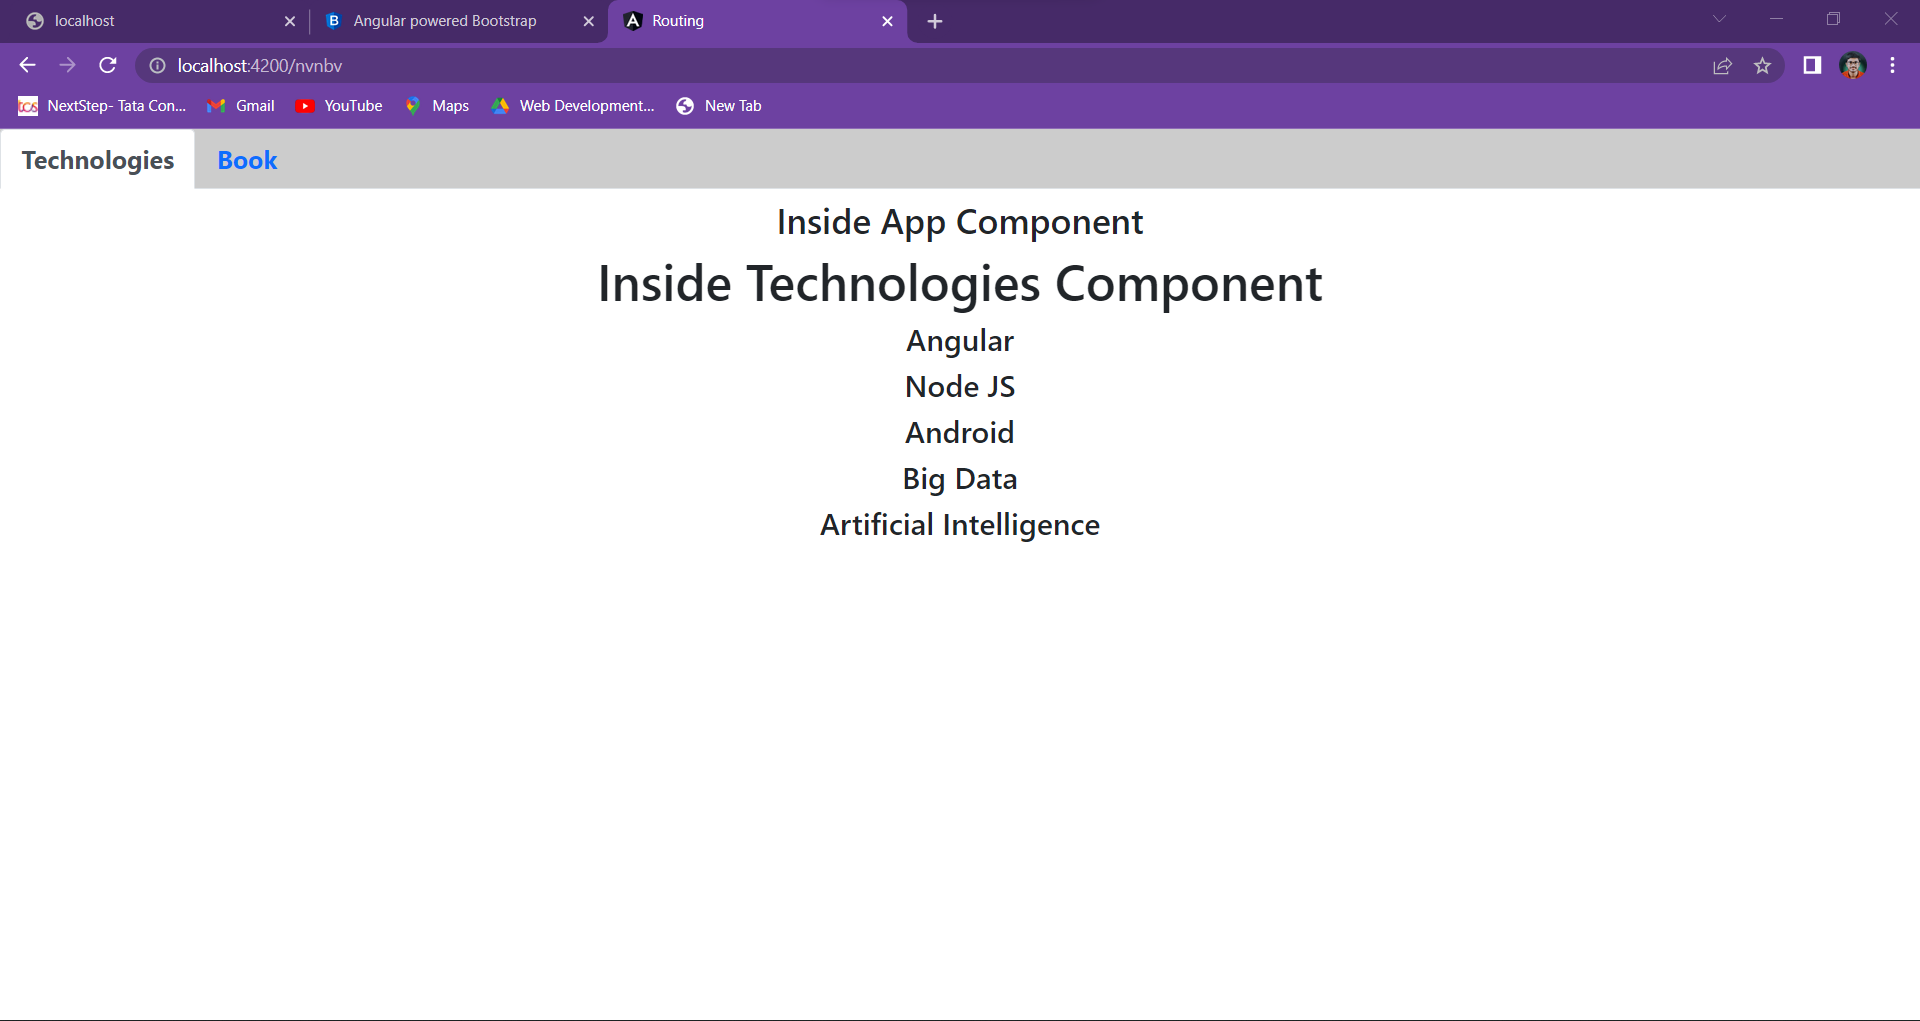 localhost
Angular powered Bootstrap
Routing
localhost:4200/nvnbv
tcs
NextStep- Tata Con...
Gmail
YouTube
Maps
Web Development...
New Tab
Technologies
Book
Inside App Component
Inside Technologies Component
Angular
Node JS
Android
Big Data
Artificial Intelligence